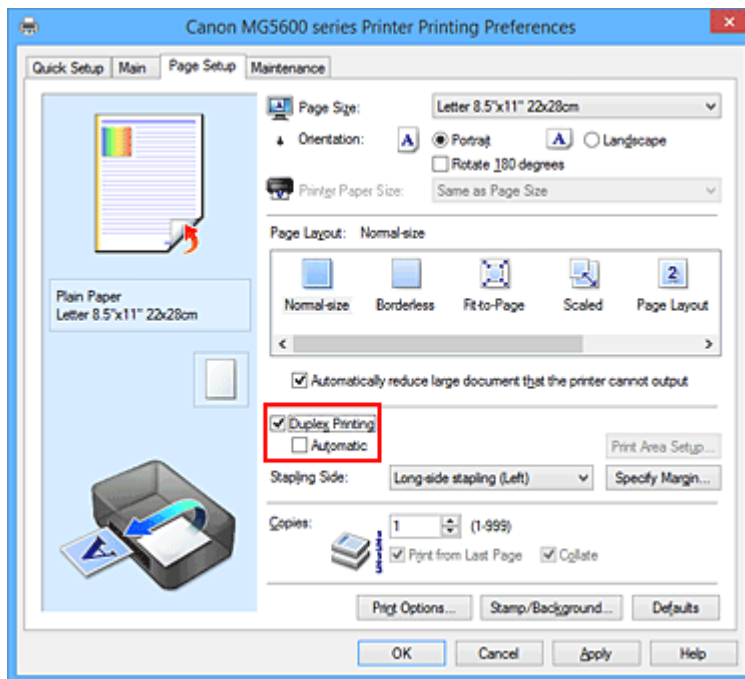 Canon MG5600 series Printer Printing Preferences
Quick Setup Main Page Setup Maintenance
Page Size: Letter 8.5"x11" 22x28cm
Orientation: A Portrait A Landscape
Rotate 180 degrees
Printer Paper Size: Same as Page Size
Page Layout: Normal-size
2
Normal-size Borderless Fit-to-Page Scaled Page Layout
Plain Paper
Letter 8.5"x11" 22x28cm
Automatically reduce large document that the printer cannot output
Duplex Printing
Automatic
Print Area Setup...
Stapling Side: Long-side stapling (Left) Specify Margin...
Copies: 1 (1-999)
Print from Last Page Collate
A
Print Options... Stamp/Background... Defaults
OK Cancel Apply Help